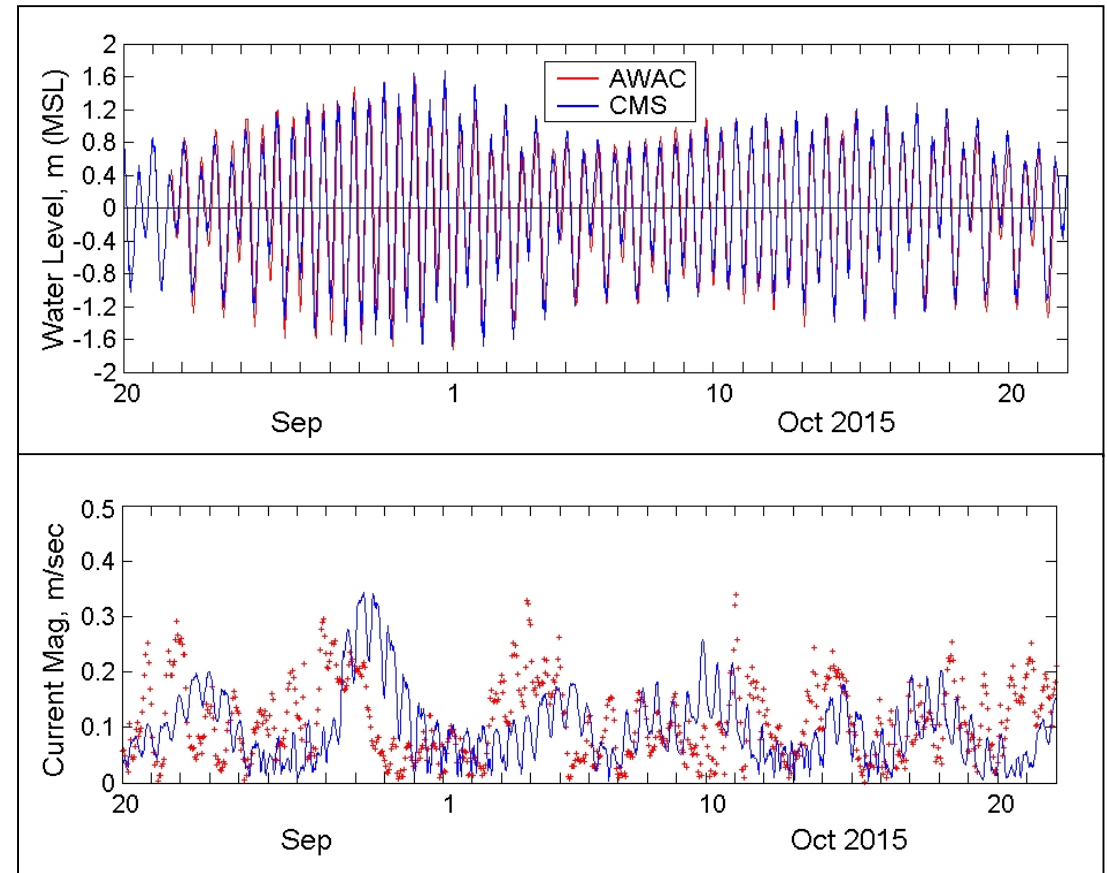 Water Level, m (MSL)
2
1.6
1.2
0.8
0.4
0
-0.4
-0.8
-1.2
-1.6
-2
AWAC
CMS
20 1 10 20
Sep Oct 2015
Current Mag, m/sec
0.5
0.4
0.3
0.2
0.1
0
20 1 10 20
Sep Oct 2015